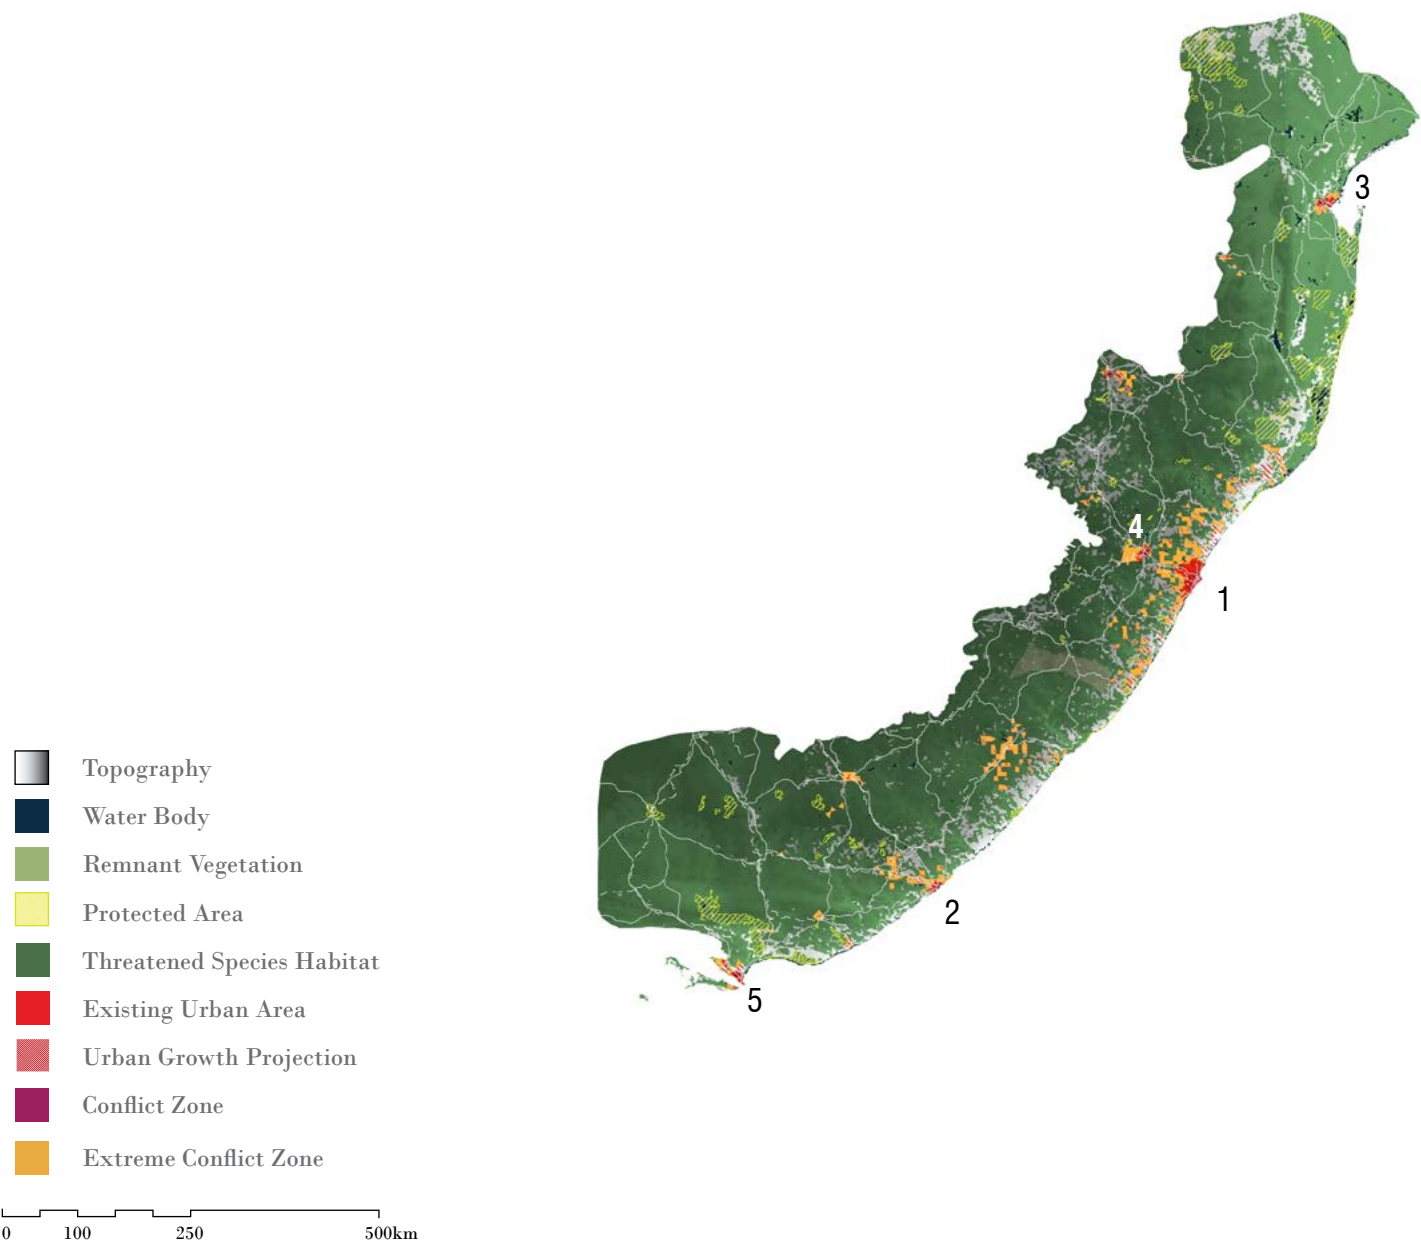 3
4
1
2
5
Topography
Water Body
Remnant Vegetation
Protected Area
Threatened Species Habitat
Existing Urban Area
Urban Growth Projection
Conflict Zone
Extreme Conflict Zone
0 100 250 500km